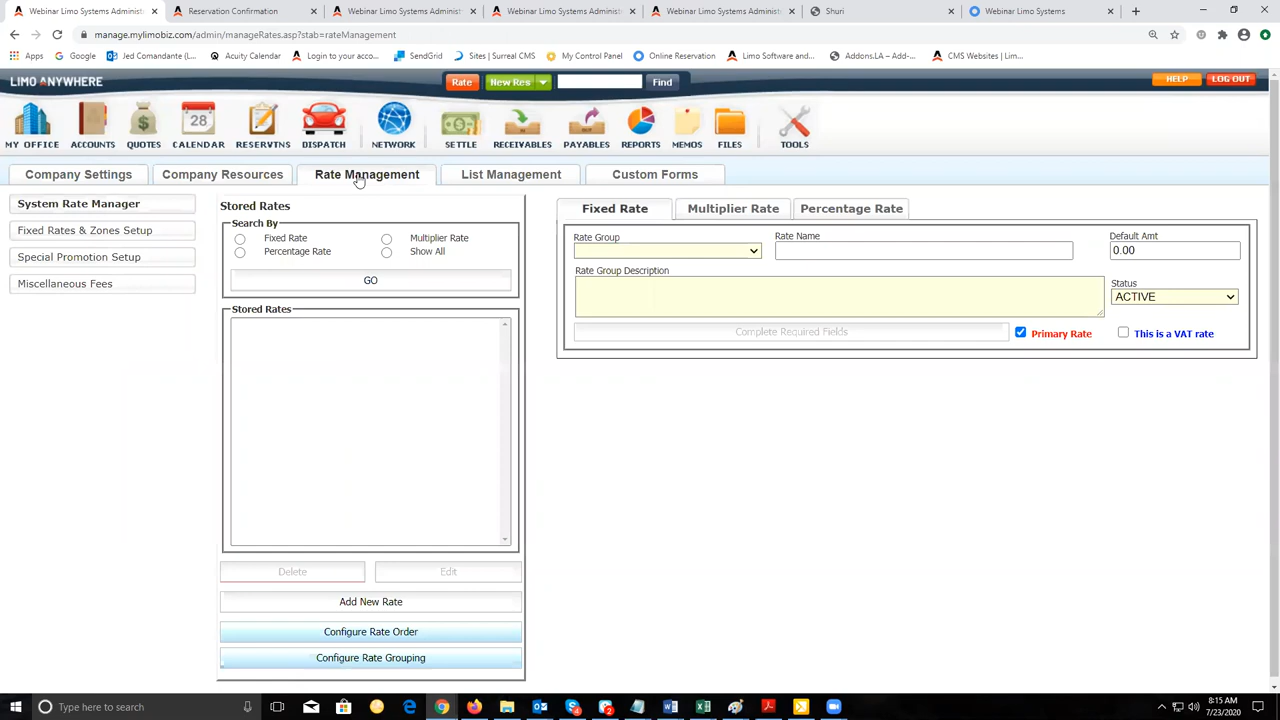 Webinar Limo Systems Administ
Reservation Confirmation
Webinar Limo Systems Administ
Webinar Limo Systems Administ
Webinar Limo Systems Administ
Shuri
Webinar Limo Systems
manage.mylimobiz.com/admin/manageRates.asp?stab=rateManagement
Apps
Google
Jed Comandante (L...
Acuity Calendar
Login to your acco...
SendGrid
Sites | Surreal CMS
My Control Panel
Online Reservation
Limo Software and...
Addons.LA – Add-...
CMS Websites | Lim...
LIMO ANYWHERE
Rate
New Res
Find
HELP
LOG OUT
MY OFFICE
ACCOUNTS
QUOTES
28
CALENDAR
RESERVTNS
DISPATCH
NETWORK
SETTLE
RECEIVABLES
PAYABLES
REPORTS
MEMOS
FILES
TOOLS
Company Settings
Company Resources
Rate Management
List Management
Custom Forms
System Rate Manager
Fixed Rates & Zones Setup
Special Promotion Setup
Miscellaneous Fees
Stored Rates
Search By
Fixed Rate
Multiplier Rate
Percentage Rate
Show All
GO
Stored Rates
Delete
Edit
Add New Rate
Configure Rate Order
Configure Rate Grouping
Fixed Rate
Multiplier Rate
Percentage Rate
Rate Group
Rate Name
Default Amt
0.00
Rate Group Description
Status
ACTIVE
Complete Required Fields
Primary Rate
This is a VAT rate
Type here to search
8:15 AM
7/23/2020